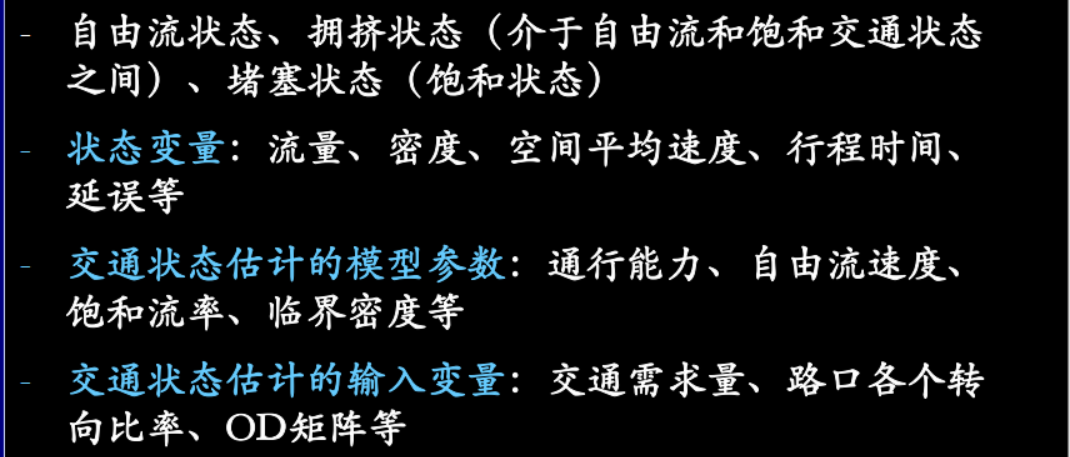 - 自由流状态、拥挤状态（介于自由流和饱和交通状态
之间）、堵塞状态（饱和状态）
- 状态变量：流量、密度、空间平均速度、行程时间、
延误等
- 交通状态估计的模型参数：通行能力、自由流速度、
饱和流率、临界密度等
- 交通状态估计的输入变量：交通需求量、路口各个转
向比率、OD矩阵等